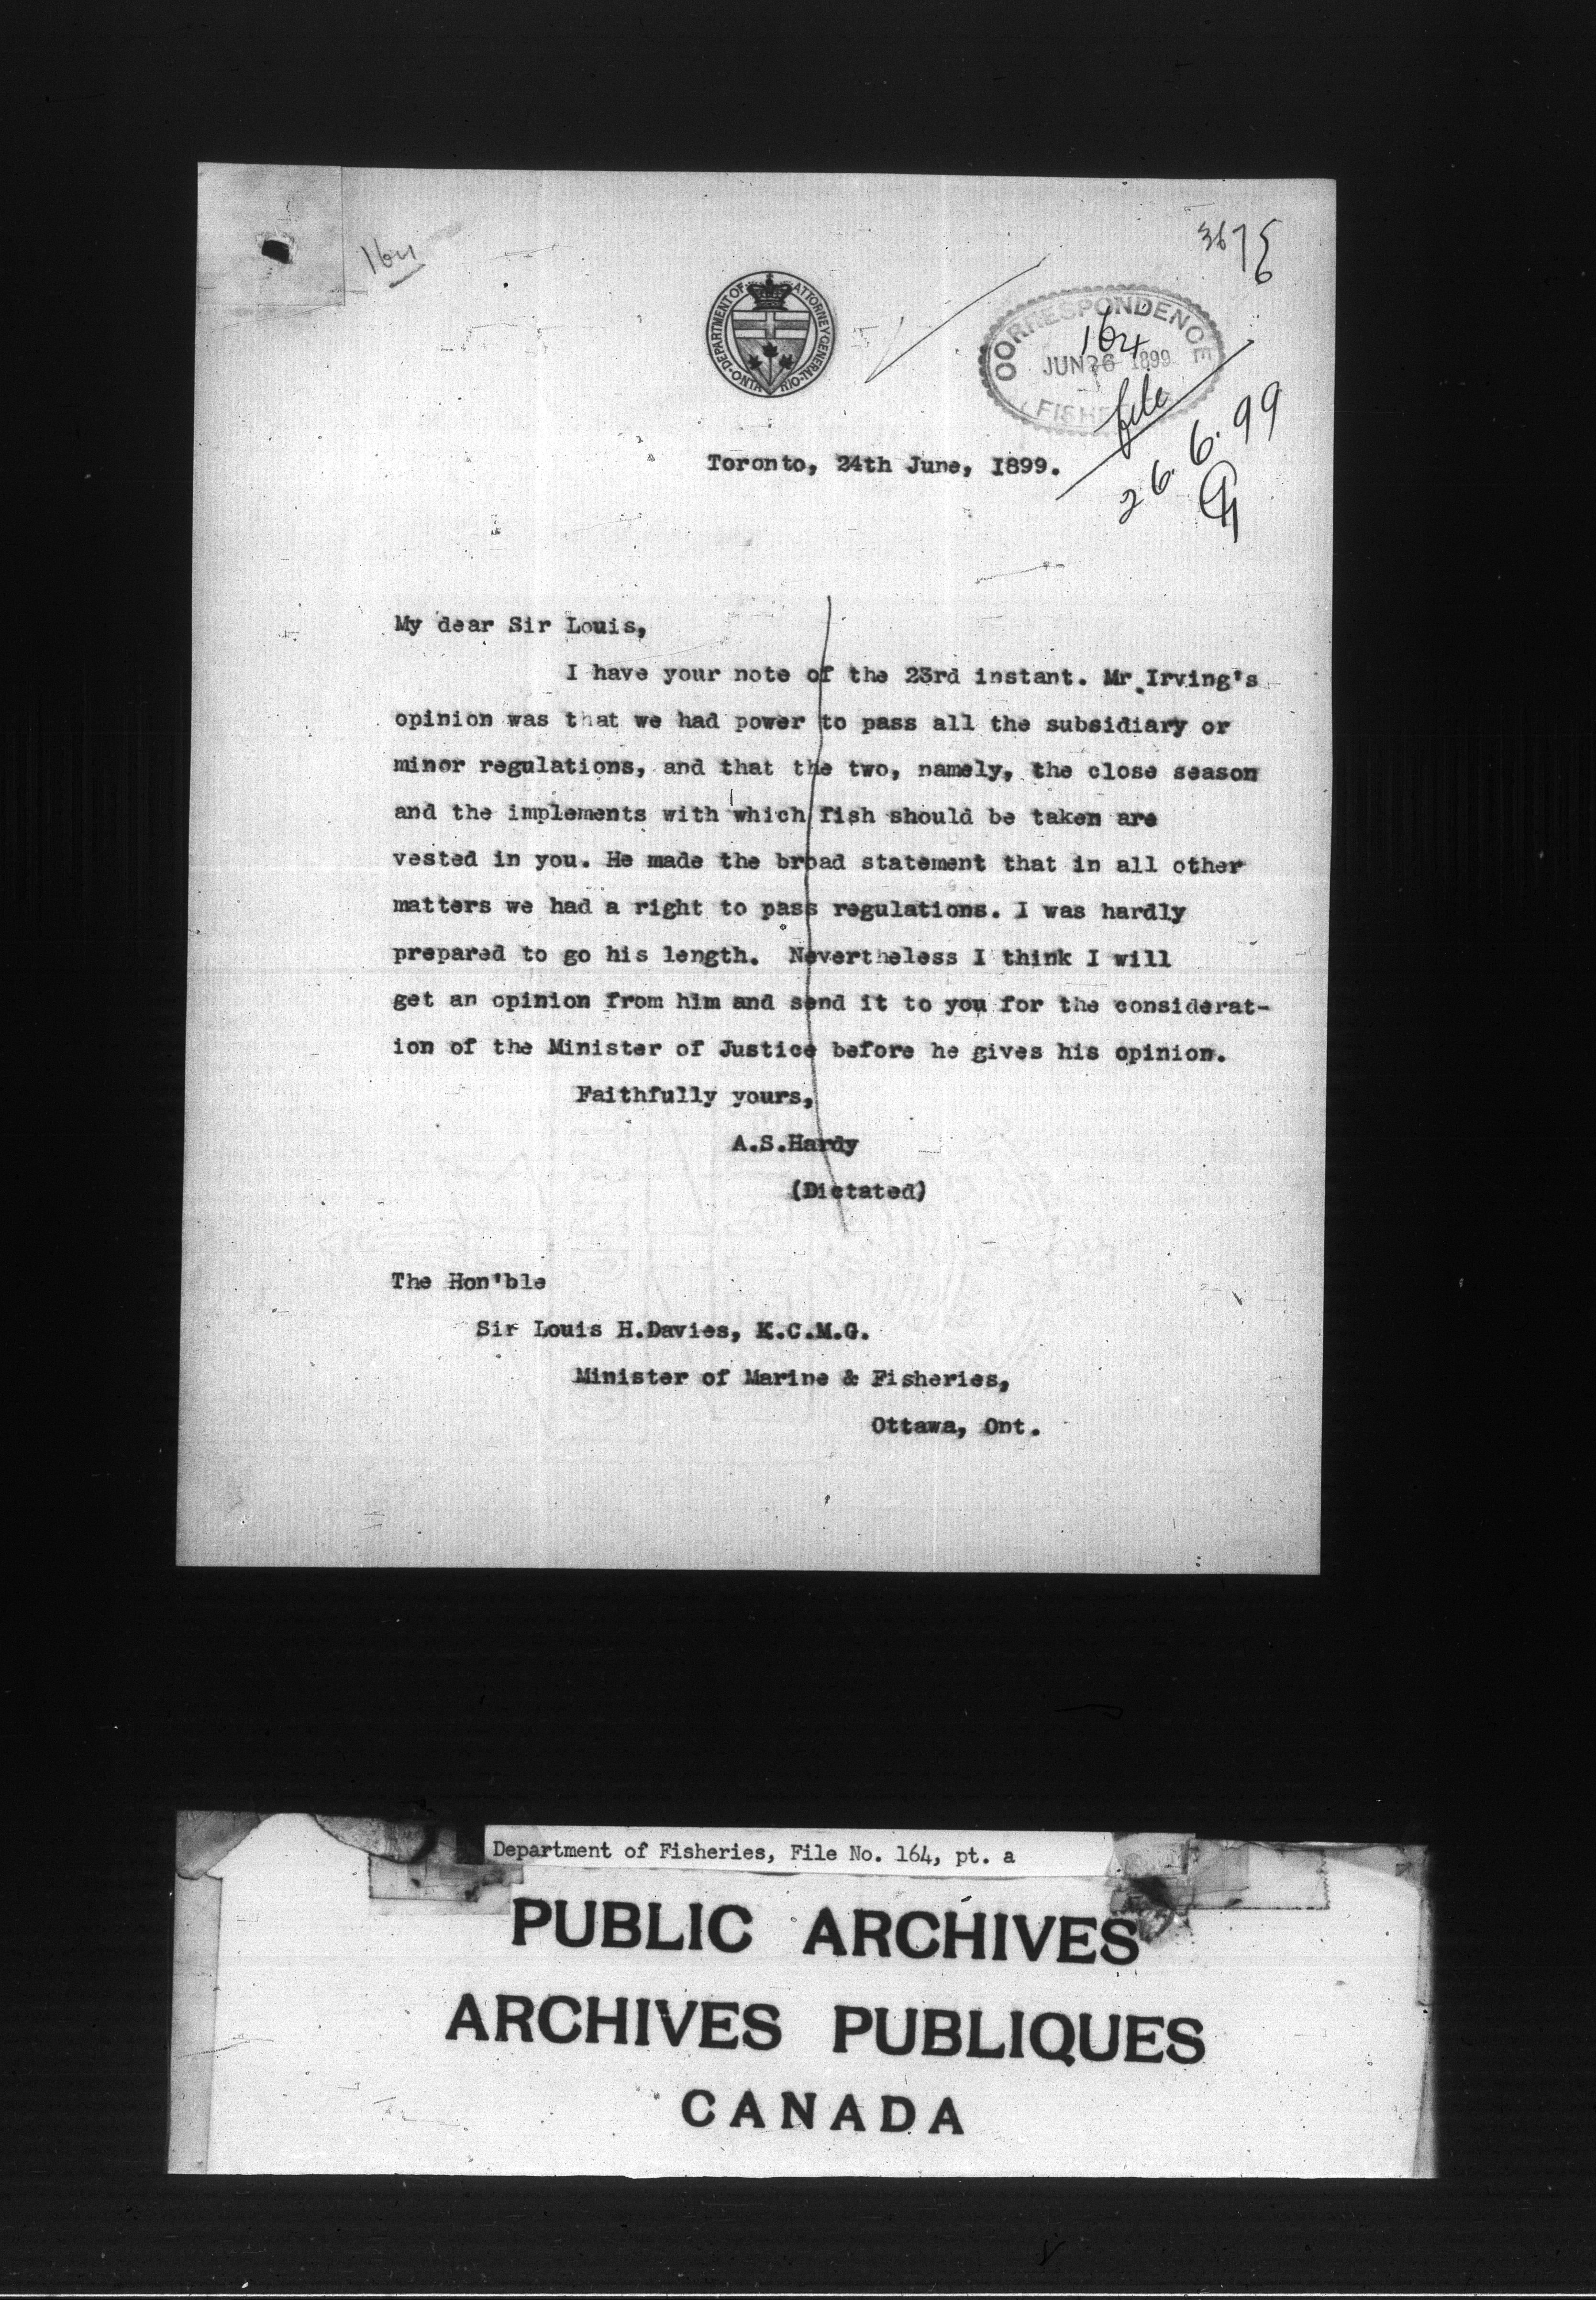 164
DEPARTMENT OF ATTORNEY GENERAL ONTARIO
CORRESPONDENCE
164
JUN 26 1899
FISHERIES
file
26.6.99
Toronto, 24th June, 1899.
My dear Sir Louis,
I have your note of the 23rd instant. Mr.Irving's
opinion was that we had power to pass all the subsidiary or
minor regulations, and that the two, namely, the close season
and the implements with which fish should be taken are
vested in you. He made the broad statement that in all other
matters we had a right to pass regulations. I was hardly
prepared to go his length. Nevertheless I think I will
get an opinion from him and send it to you for the considerat-
ion of the Minister of Justice before he gives his opinion.
Faithfully yours,
A.S.Hardy
(Dictated)
The Hon'ble
Sir Louis H.Davies, K.C.M.G.
Minister of Marine & Fisheries,
Ottawa, Ont.
Department of Fisheries, File No. 164, pt. a
PUBLIC ARCHIVES
ARCHIVES PUBLIQUES
CANADA